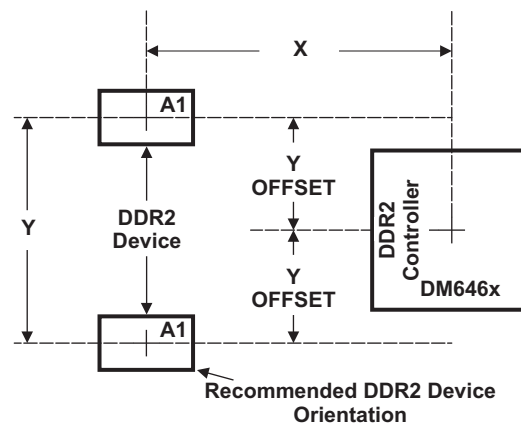 X
A1
Y
OFFSET
Y
DDR2
Device
DDR2
Controller
DM646x
Y
OFFSET
A1
Recommended DDR2 Device
Orientation